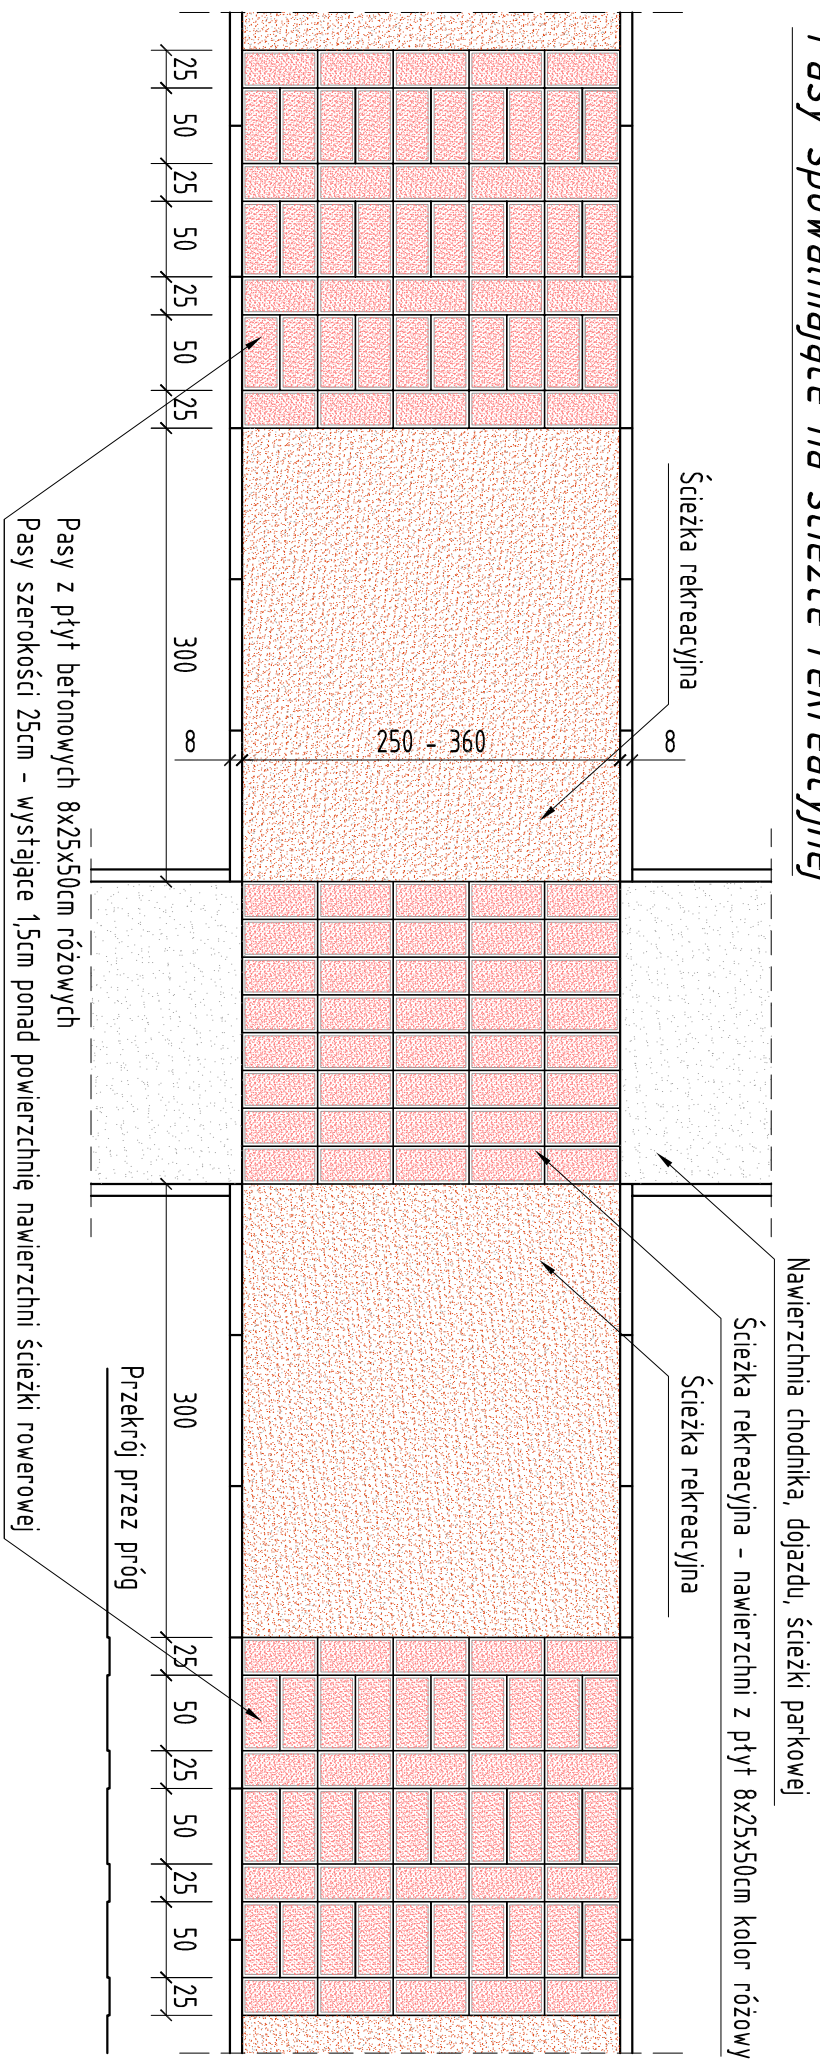 Pasy spowalniające na ścieżce rekreacyjnej
Nawierzchnia chodnika, dojazdu, ścieżki parkowej
Ścieżka rekreacyjna - nawierzchni z płyt 8x25x50cm kolor różowy
Ścieżka rekreacyjna
Ścieżka rekreacyjna
8
250 - 360
8
25
50
25
50
25
50
25
300
300
25
50
25
50
25
50
25
Przekrój przez próg
Pasy z płyt betonowych 8x25x50cm różowych
Pasy szerokości 25cm - wystające 1,5cm ponad powierzchnię nawierzchni ścieżki rowerowej